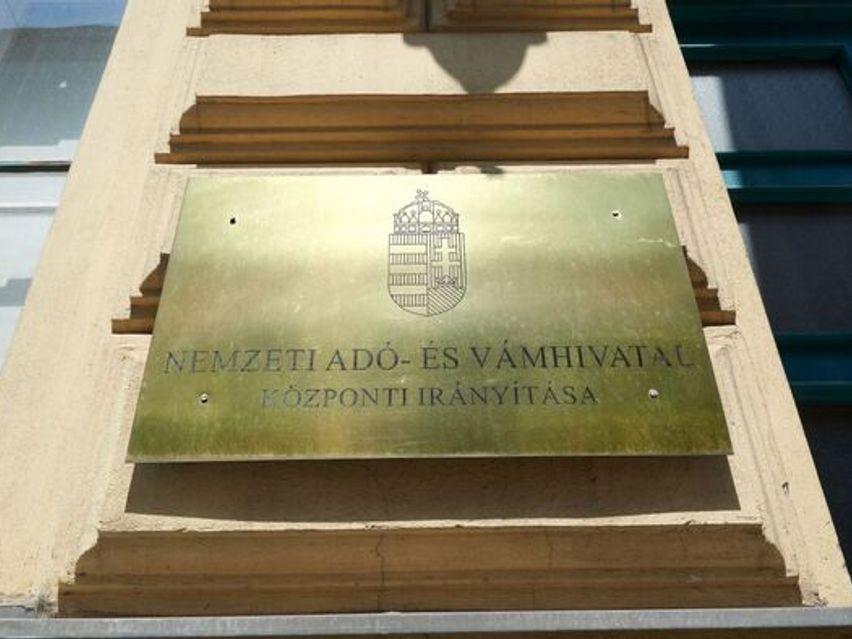 NEMZETI ADÓ- ÉS VÁMHIVATAL
KÖZPONTI IRÁNYÍTÁSA